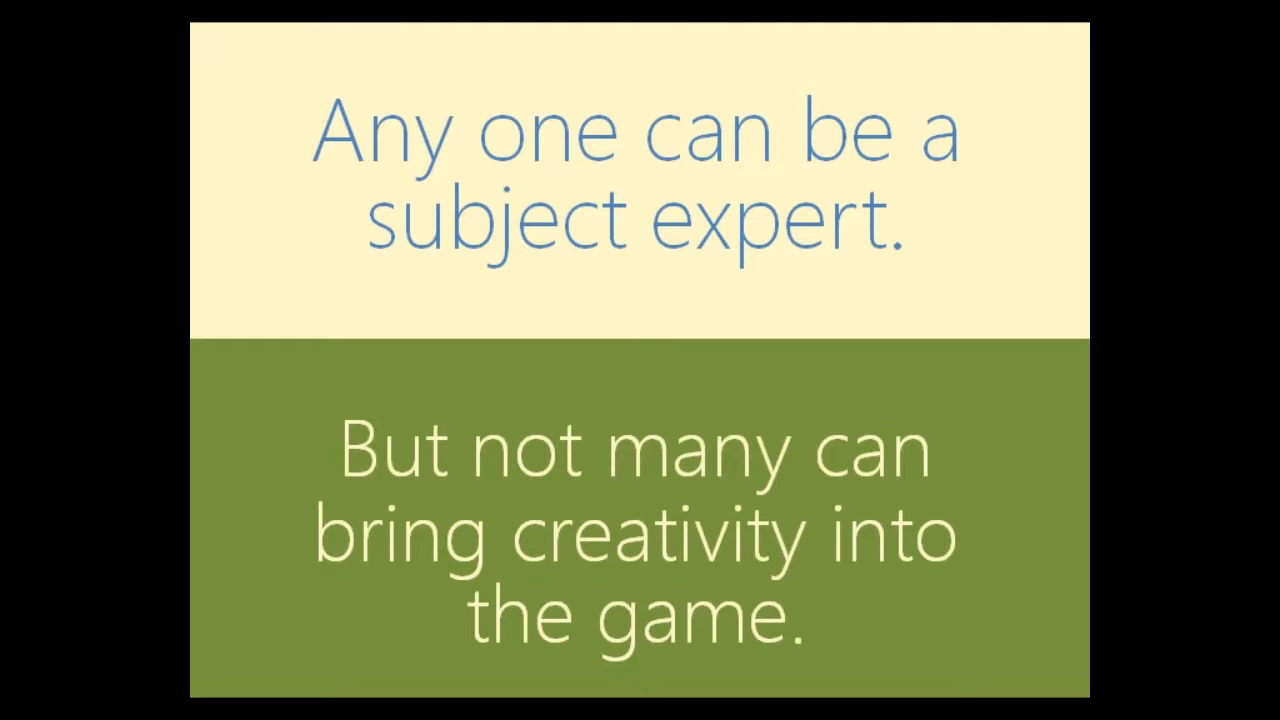 Any one can be a
subject expert.
But not many can
bring creativity into
the game.